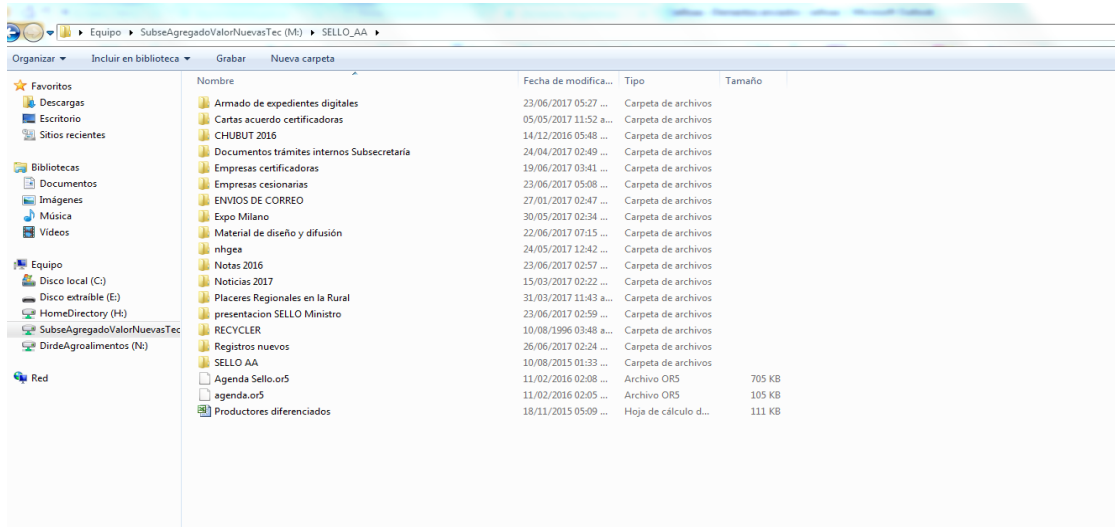 Equipo ▸ SubseAgregadoValorNuevasTec (M:) ▸ SELLO_AA ▸
Organizar Incluir en biblioteca Grabar Nueva carpeta
Favoritos
Descargas
Escritorio
Sitios recientes
Bibliotecas
Documentos
Imágenes
Música
Vídeos
Equipo
Disco local (C:)
Disco extraíble (E:)
HomeDirectory (H:)
SubseAgregadoValorNuevasTec
DirdeAgroalimentos (N:)
Red
Nombre Fecha de modifica... Tipo Tamaño
Armado de expedientes digitales 23/06/2017 05:27 ... Carpeta de archivos
Cartas acuerdo certificadoras 05/05/2017 11:52 a... Carpeta de archivos
CHUBUT 2016 14/12/2016 05:48 ... Carpeta de archivos
Documentos trámites internos Subsecretaría 24/04/2017 02:49 ... Carpeta de archivos
Empresas certificadoras 19/06/2017 03:41 ... Carpeta de archivos
Empresas cesionarias 23/06/2017 05:08 ... Carpeta de archivos
ENVIOS DE CORREO 27/01/2017 02:47 ... Carpeta de archivos
Expo Milano 30/05/2017 02:34 ... Carpeta de archivos
Material de diseño y difusión 22/06/2017 07:15 ... Carpeta de archivos
nhgea 24/05/2017 12:42 ... Carpeta de archivos
Notas 2016 23/06/2017 02:57 ... Carpeta de archivos
Noticias 2017 15/03/2017 02:22 ... Carpeta de archivos
Placeres Regionales en la Rural 31/03/2017 11:43 a... Carpeta de archivos
presentacion SELLO Ministro 23/06/2017 02:59 ... Carpeta de archivos
RECYCLER 10/08/1996 03:48 a... Carpeta de archivos
Registros nuevos 26/06/2017 02:24 ... Carpeta de archivos
SELLO AA 10/08/2015 01:33 ... Carpeta de archivos
Agenda Sello.or5 11/02/2016 02:08 ... Archivo OR5 705 KB
agenda.or5 11/02/2016 02:05 ... Archivo OR5 105 KB
Productores diferenciados 18/11/2015 05:09 ... Hoja de cálculo d... 111 KB